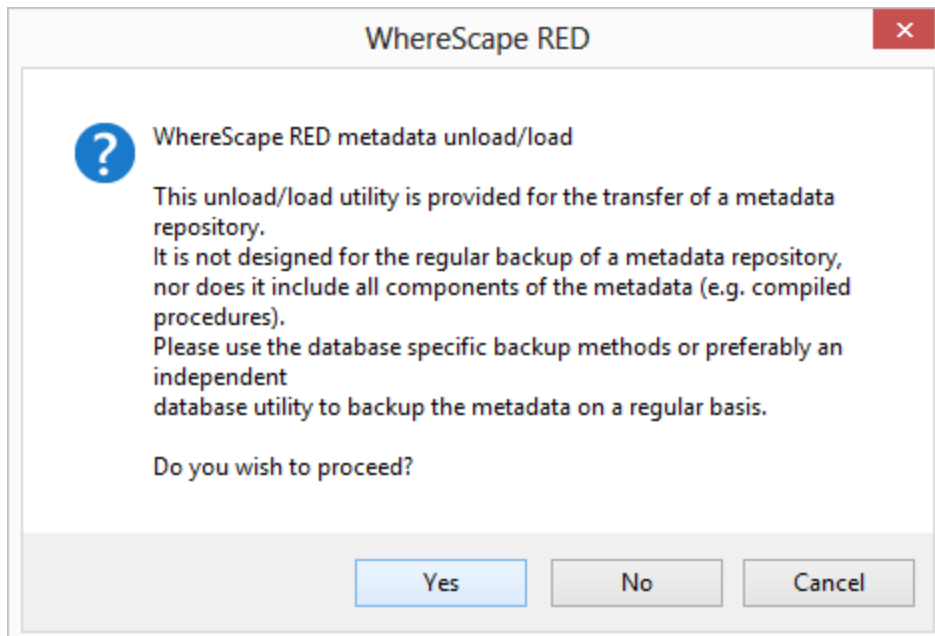 WhereScape RED
WhereScape RED metadata unload/load
This unload/load utility is provided for the transfer of a metadata
repository.
It is not designed for the regular backup of a metadata repository,
nor does it include all components of the metadata (e.g. compiled
procedures).
Please use the database specific backup methods or preferably an
independent
database utility to backup the metadata on a regular basis.
Do you wish to proceed?
Yes No Cancel